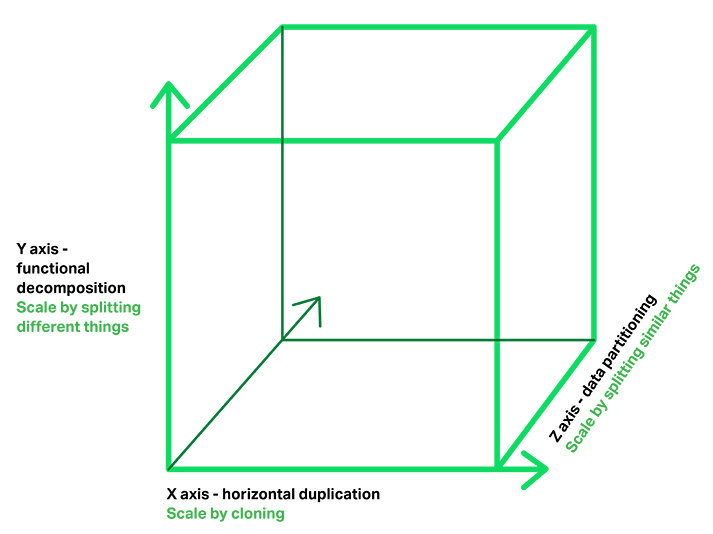 Y axis -
functional
decomposition
Scale by splitting
different things
Z axis - data partitioning
Scale by splitting similar things
X axis - horizontal duplication
Scale by cloning